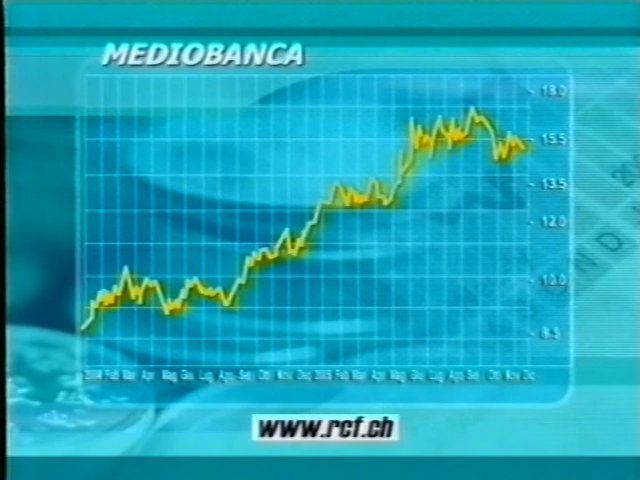 MEDIOBANCA
18.0
15.5
13.5
12.0
10.0
8.5
2004 Feb Mar Apr Mag Giu Lug Ago Set Ott Nov Dec 2005 Feb Mar Apr Mag Giu Lug Ago Set Ott Nov Dic
www.rcf.ch